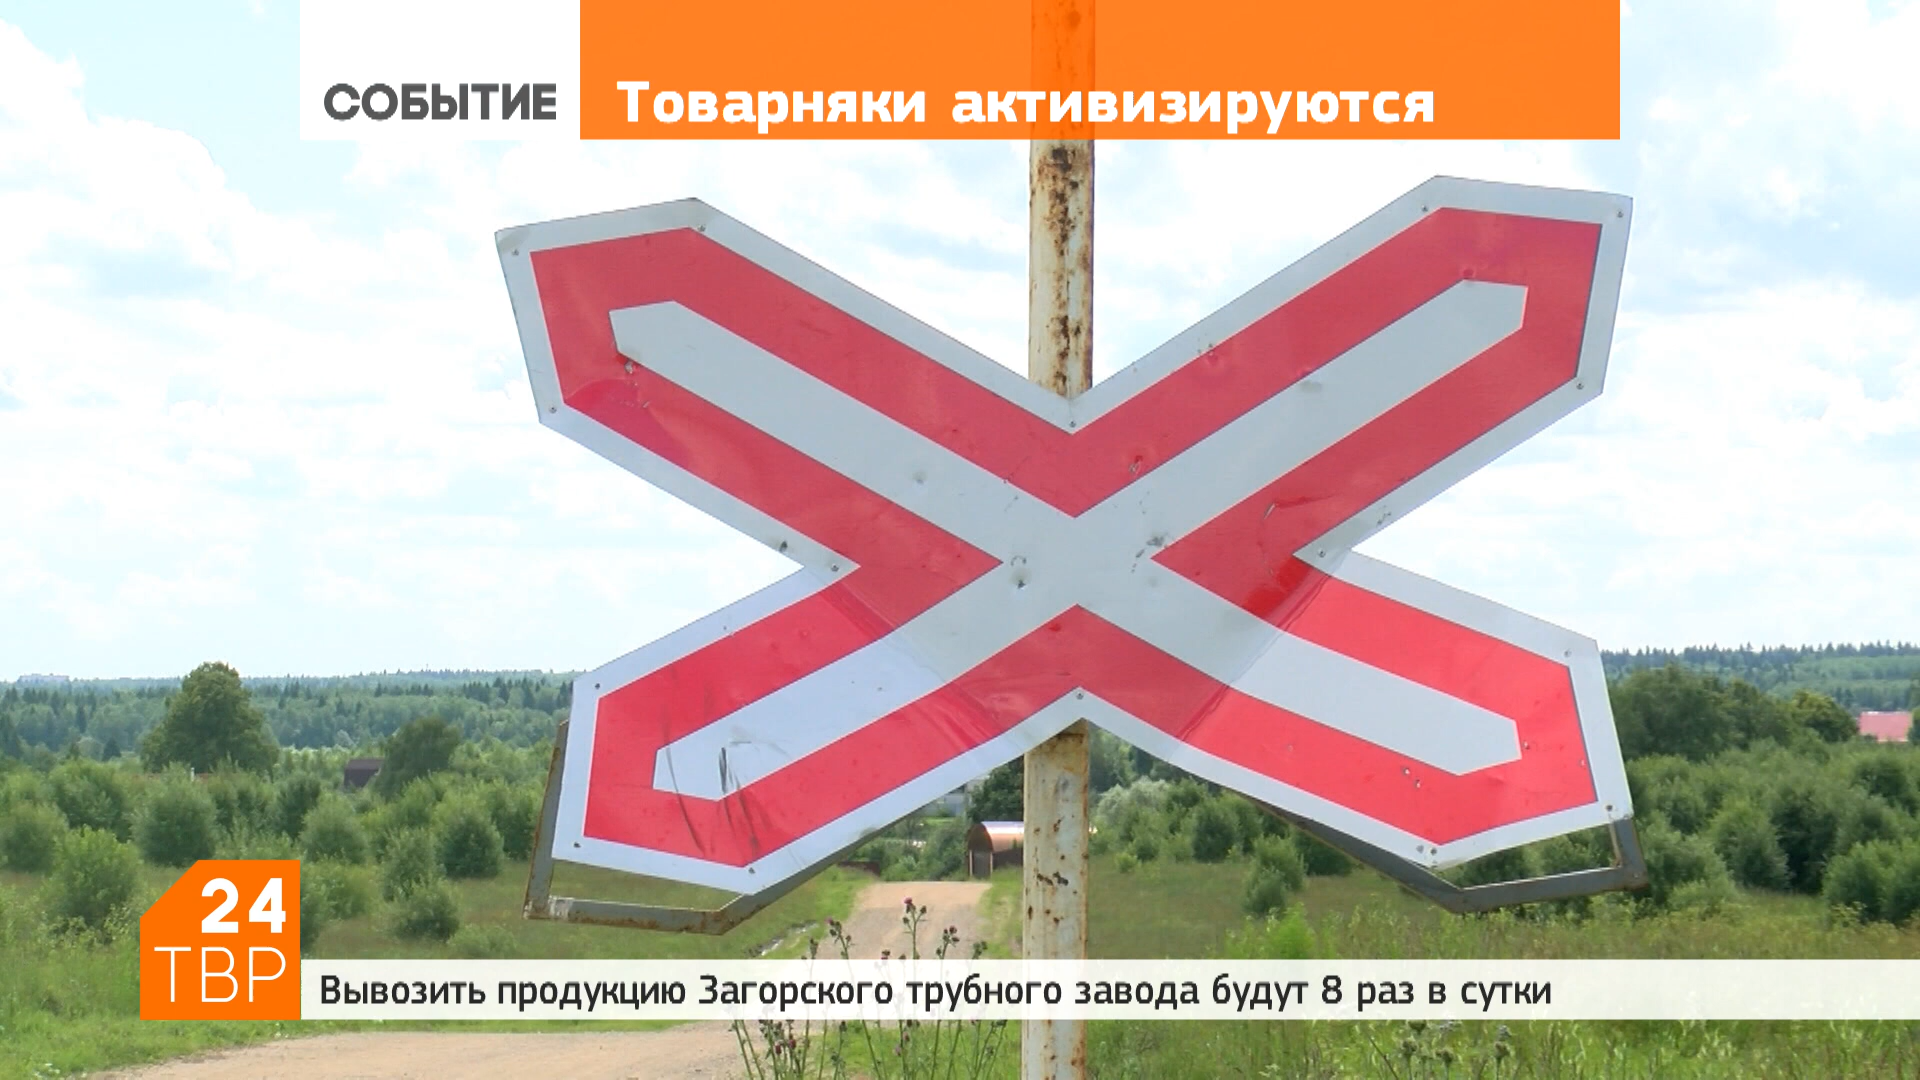 СОБЫТИЕ
Товарняки активизируются
24
ТВР
Вывозить продукцию Загорского трубного завода будут 8 раз в сутки